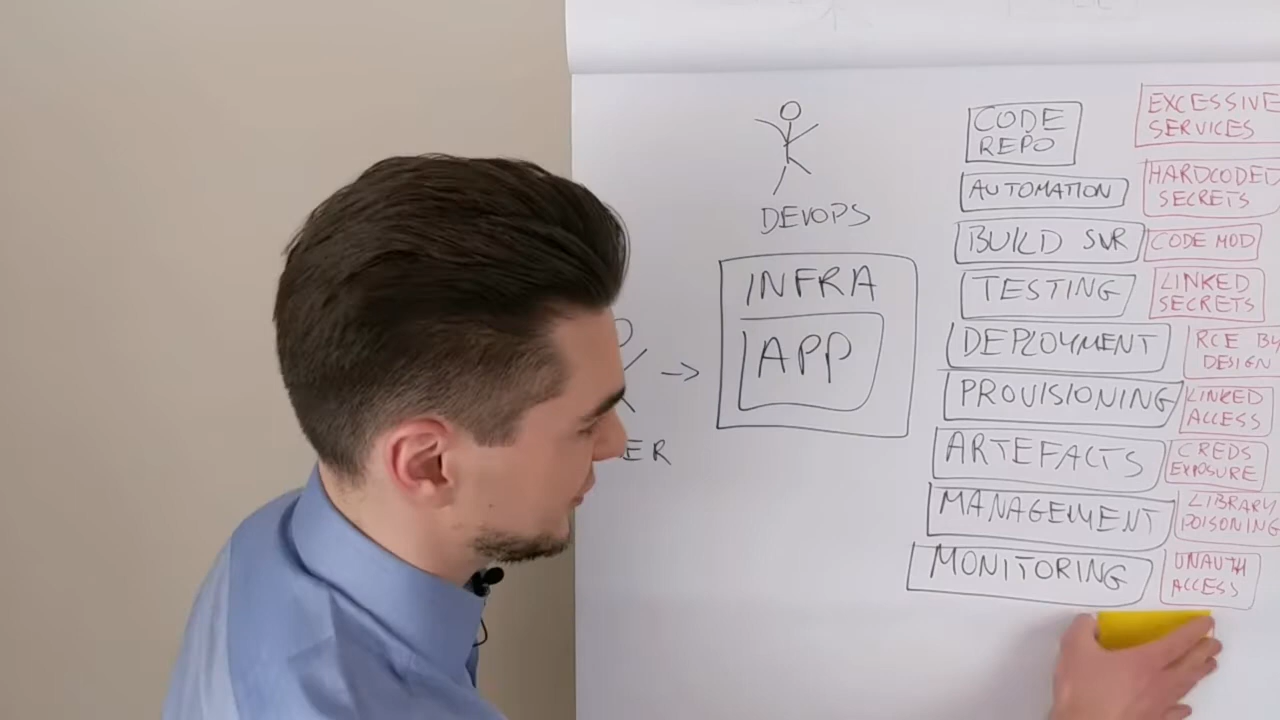 DEVOPS
INFRA
APP
ER
CODE
REPO
AUTOMATION
BUILD SVR
TESTING
DEPLOYMENT
PROVISIONING
ARTEFACTS
MANAGEMENT
MONITORING
EXCESSIVE
SERVICES
HARDCODED
SECRETS
CODE MOD
LINKED
SECRETS
RCE BY
DESIGN
LINKED
ACCESS
CREDS
EXPOSURE
LIBRARY
POISONING
UNAUTH
ACCESS